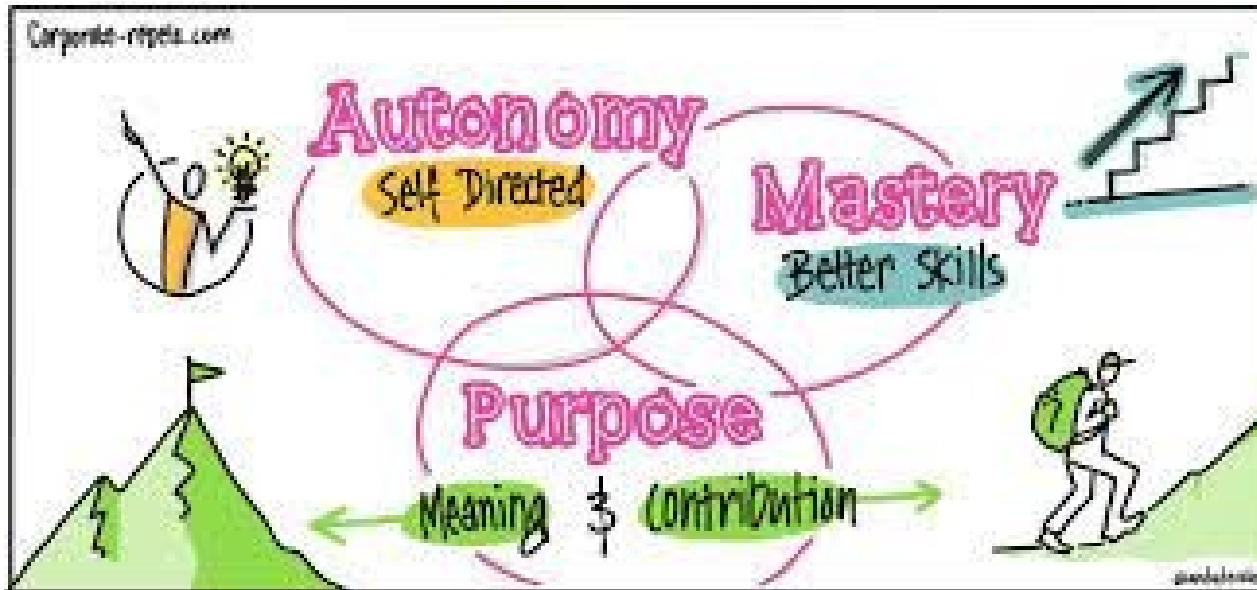 Corporate-rebels.com
Autonomy
Self Directed
Mastery
Better Skills
Purpose
Meaning & Contribution